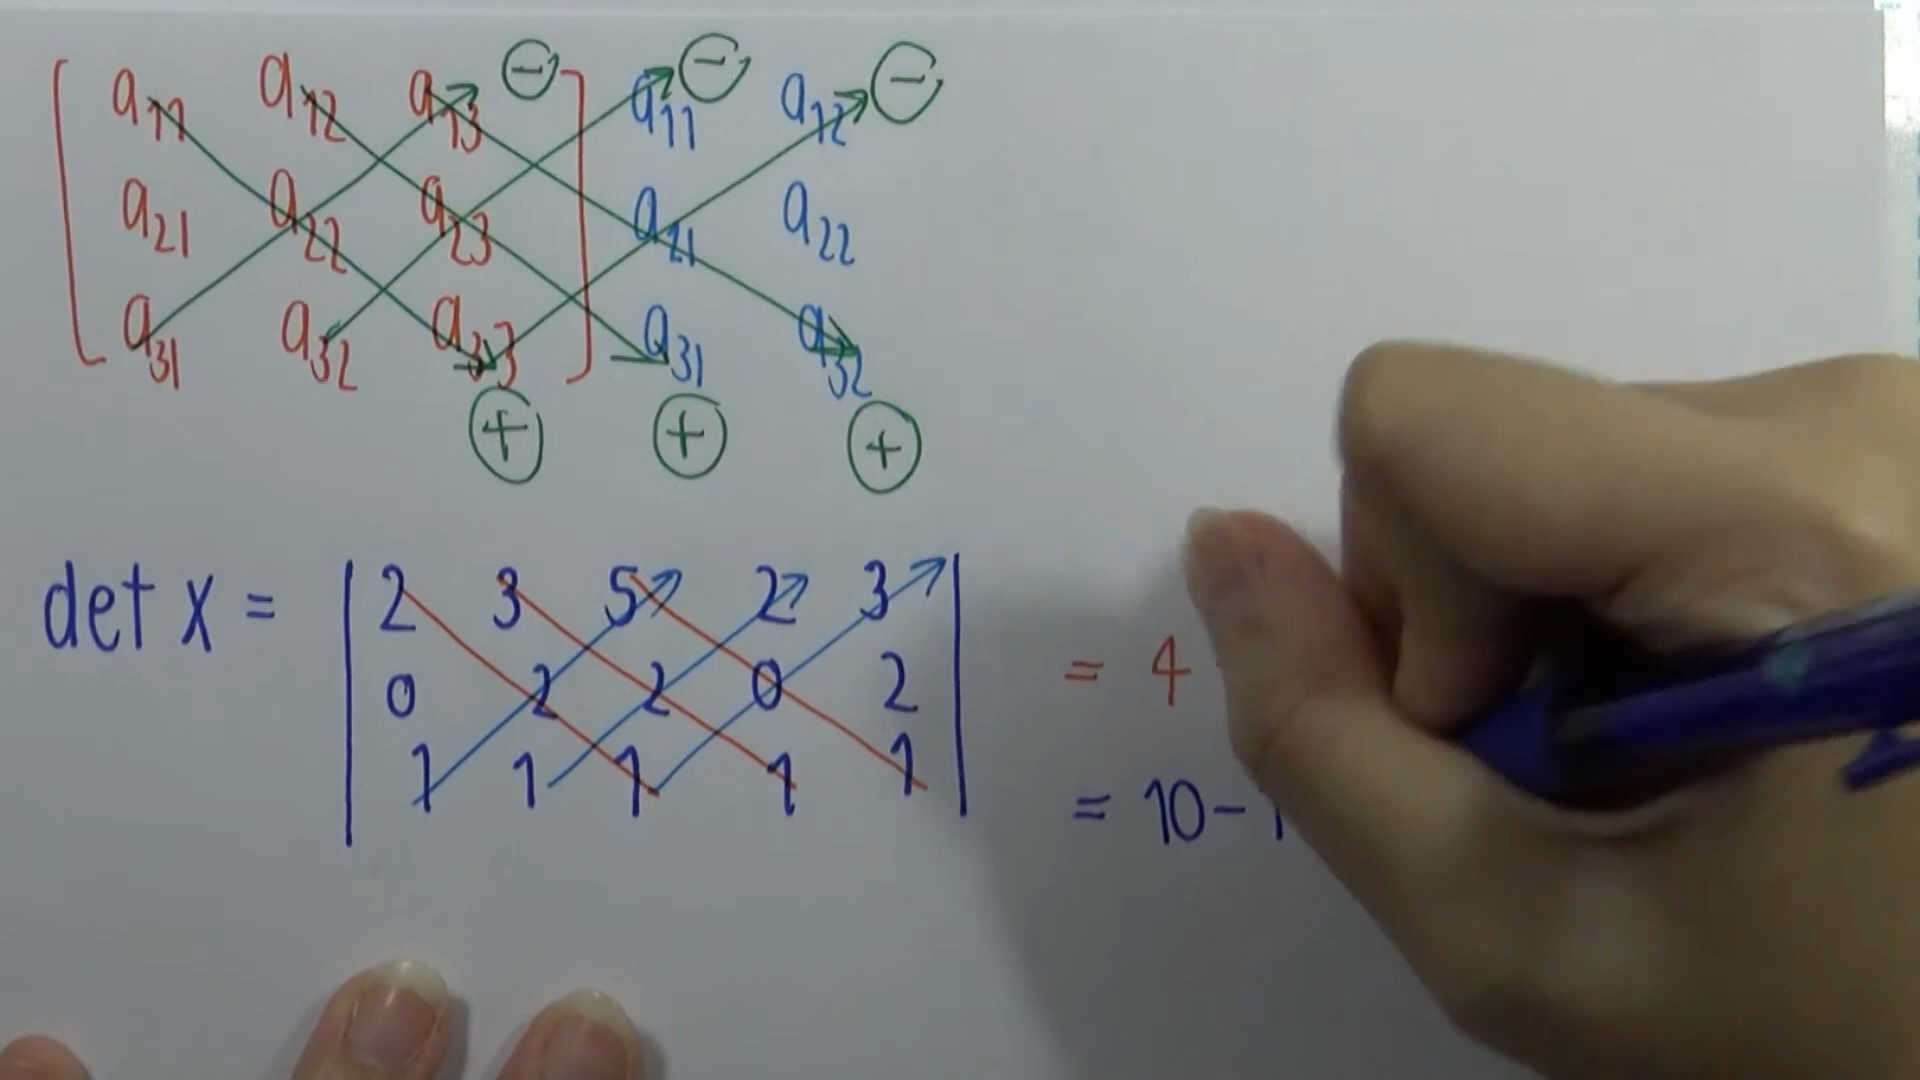 [ a11 a12 a13 ] ⊖ a11 ⊖ a12 ⊖
a21 a22 a23 a21 a22
a31 a32 a33 a31 a32
⊕ ⊕ ⊕
det x = | 2 3 5 2 3 |
0 2 2 0 2
1 1 1 1 1
= 4
= 10 -